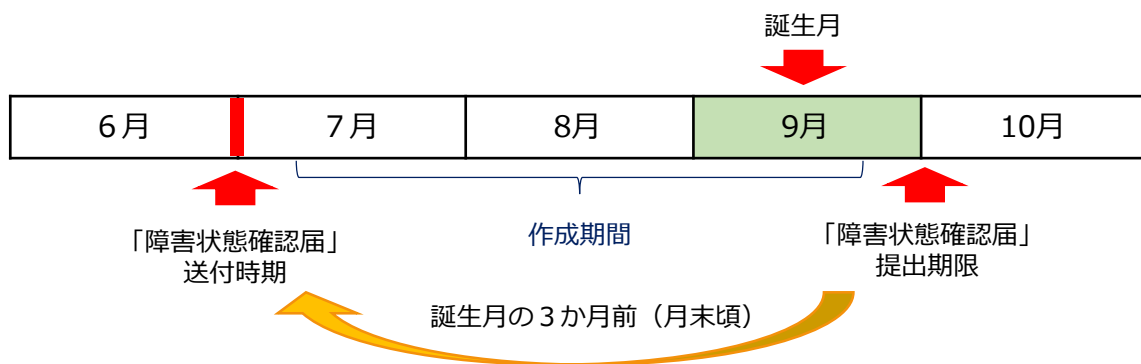 誕生月
6月
7月
8月
9月
10月
「障害状態確認届」
送付時期
作成期間
「障害状態確認届」
提出期限
誕生月の3か月前（月末頃）